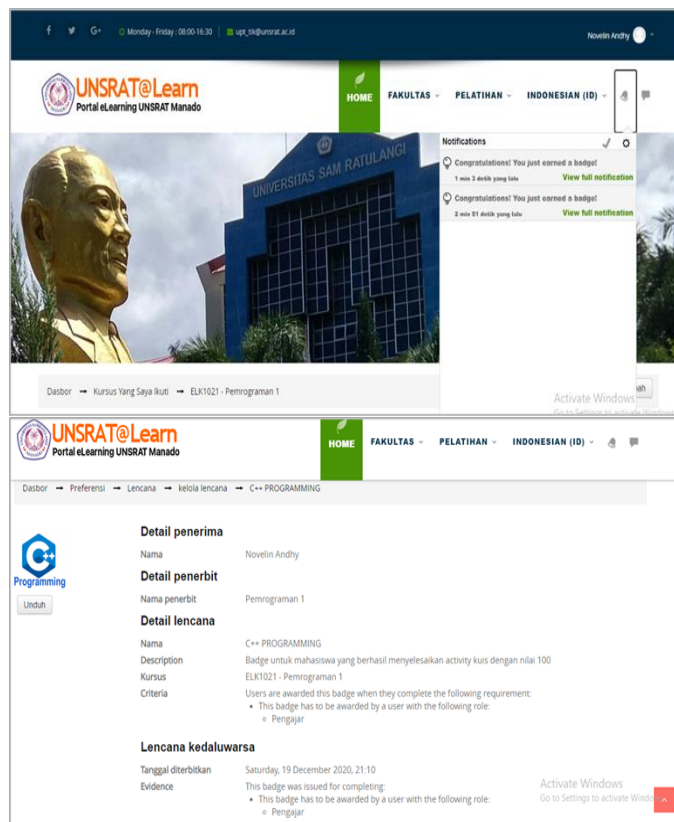 f G+ Monday - Friday : 08:00-16:30 | upt_tik@unsrat.ac.id Novelin Andhy
UNSRAT@Learn
Portal eLearning UNSRAT Manado
HOME FAKULTAS PELATIHAN INDONESIAN (ID)
Notifications
Congratulations! You just earned a badge!
1 min 3 detik yang lalu View full notification
Congratulations! You just earned a badge!
2 min 51 detik yang lalu View full notification
UNIVERSITAS SAM RATULANGI
Dasbor → Kursus Yang Saya Ikuti → ELK1021 - Pemrograman 1
Activate Windows
Go to Settings to activate Windows
UNSRAT@Learn
Portal eLearning UNSRAT Manado
HOME FAKULTAS PELATIHAN INDONESIAN (ID)
Dasbor → Preferensi → Lencana → kelola lencana → C++ PROGRAMMING
C++
Programming
Unduh
Detail penerima
Nama Novelin Andhy
Detail penerbit
Nama penerbit Pemrograman 1
Detail lencana
Nama C++ PROGRAMMING
Description Badge untuk mahasiswa yang berhasil menyelesaikan activity kuis dengan nilai 100
Kursus ELK1021 - Pemrograman 1
Criteria Users are awarded this badge when they complete the following requirement:
• This badge has to be awarded by a user with the following role:
○ Pengajar
Lencana kedaluwarsa
Tanggal diterbitkan Saturday, 19 December 2020, 21:10
Evidence This badge was issued for completing:
• This badge has to be awarded by a user with the following role:
○ Pengajar
Activate Windows
Go to Settings to activate Windo